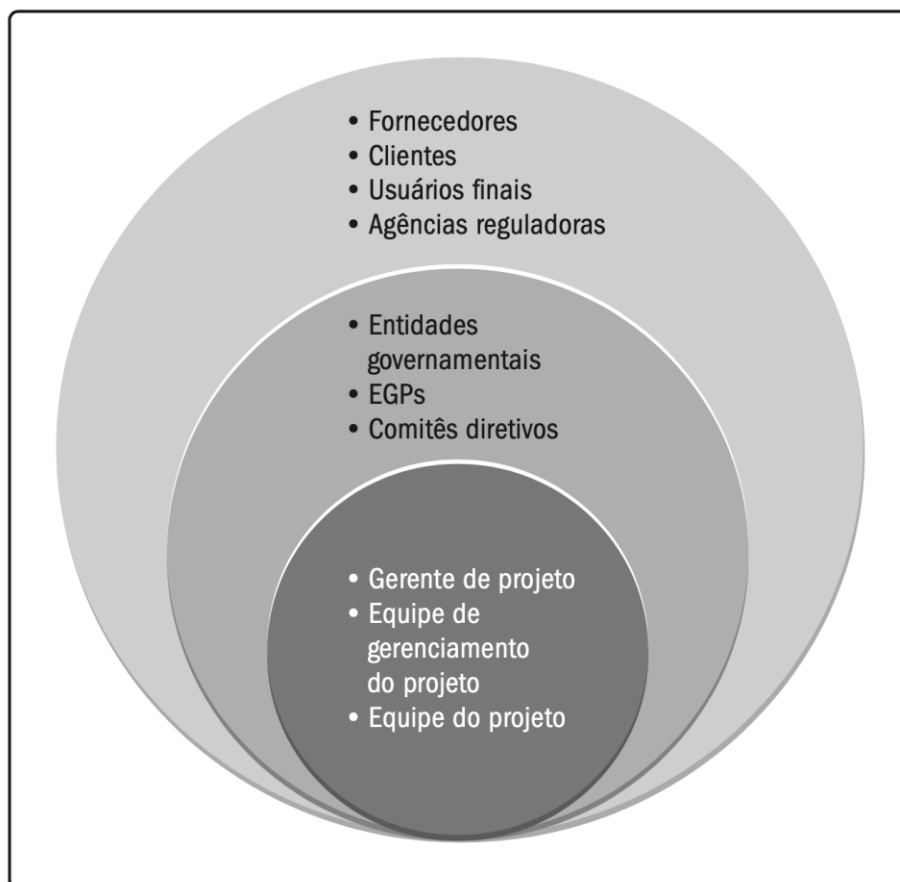 • Fornecedores
• Clientes
• Usuários finais
• Agências reguladoras
• Entidades
governamentais
• EGPs
• Comitês diretivos
• Gerente de projeto
• Equipe de
gerenciamento
do projeto
• Equipe do projeto